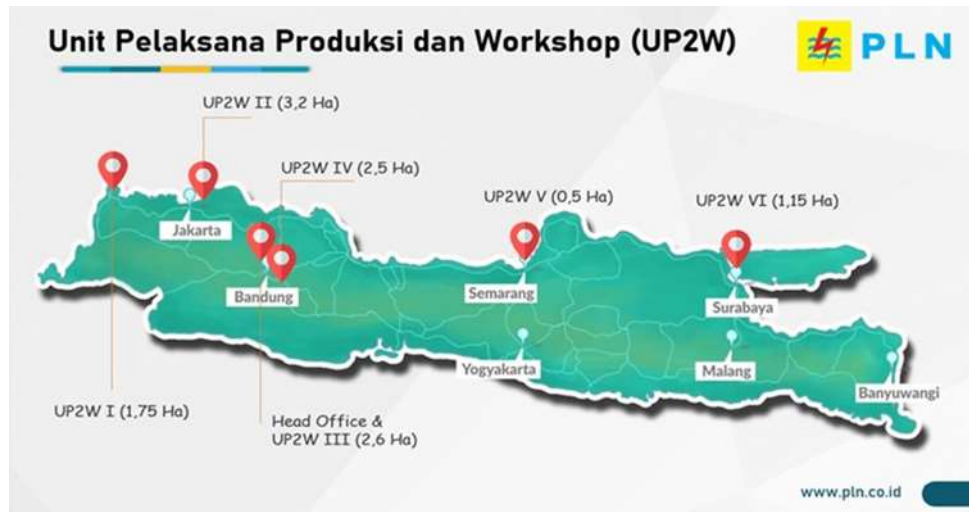 Unit Pelaksana Produksi dan Workshop (UP2W)
PLN
UP2W II (3,2 Ha)
UP2W IV (2,5 Ha)
UP2W V (0,5 Ha)
UP2W VI (1,15 Ha)
Jakarta
Bandung
Semarang
Surabaya
Yogyakarta
Malang
Banyuwangi
UP2W I (1,75 Ha)
Head Office &
UP2W III (2,6 Ha)
www.pln.co.id